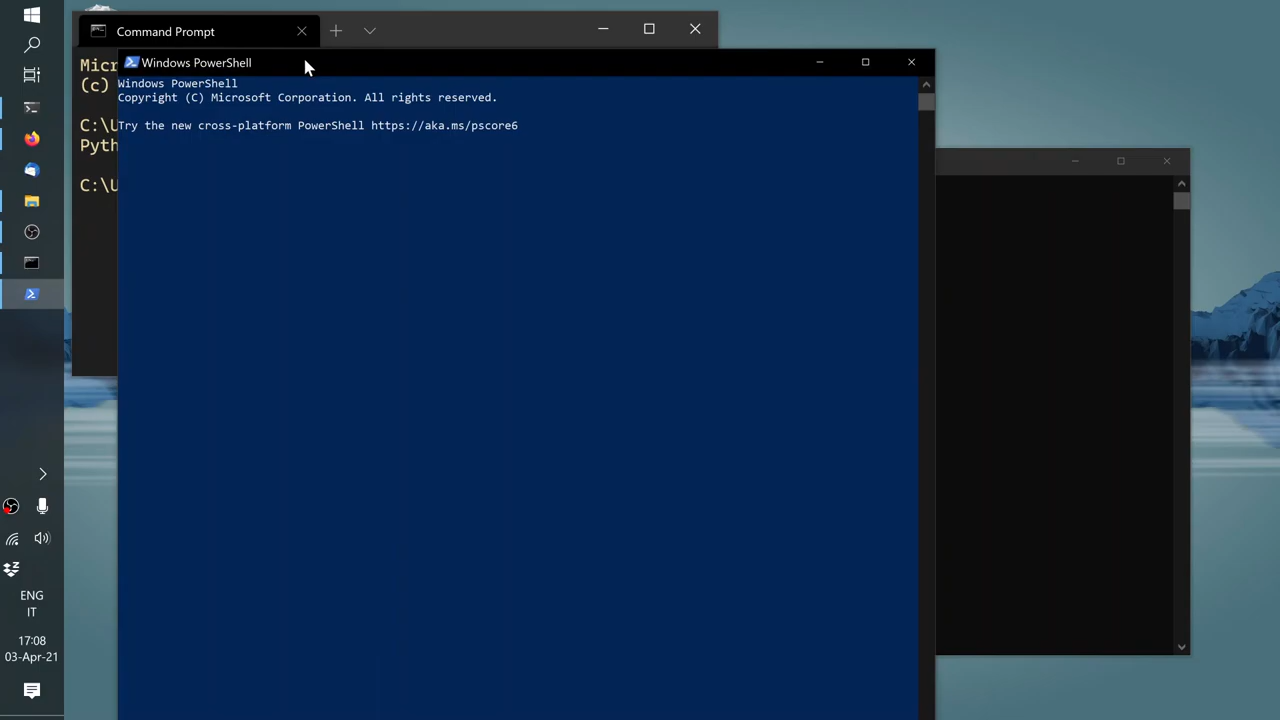 Command Prompt
Micr
(c)
C:\U
Pyth
C:\U
Windows PowerShell
Windows PowerShell
Copyright (C) Microsoft Corporation. All rights reserved.
Try the new cross-platform PowerShell https://aka.ms/pscore6
ENG
IT
17:08
03-Apr-21